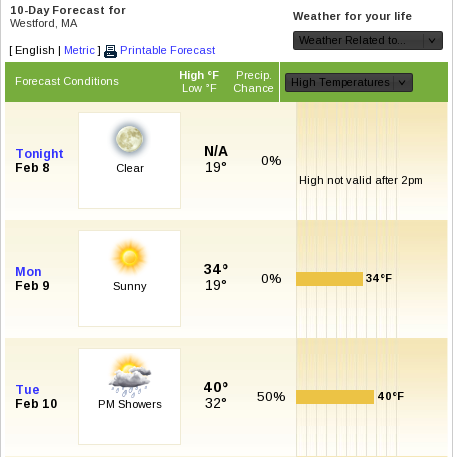 10-Day Forecast for
Westford, MA
Weather for your life
[ English | Metric ] Printable Forecast
Weather Related to.....
Forecast Conditions
High °F
Low °F
Precip.
Chance
High Temperatures
Tonight
Feb 8
Clear
N/A
19°
0%
High not valid after 2pm
Mon
Feb 9
Sunny
34°
19°
0%
34°F
Tue
Feb 10
PM Showers
40°
32°
50%
40°F